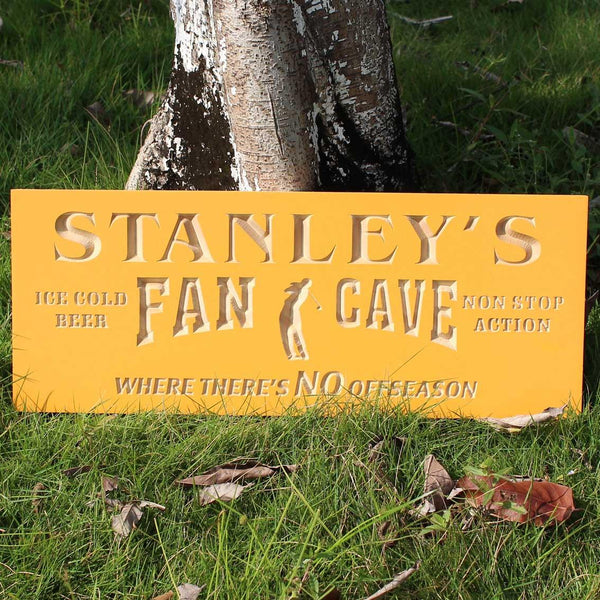 STANLEY'S
ICE COLD BEER
FAN CAVE
NON STOP ACTION
WHERE THERE'S NO OFFSEASON